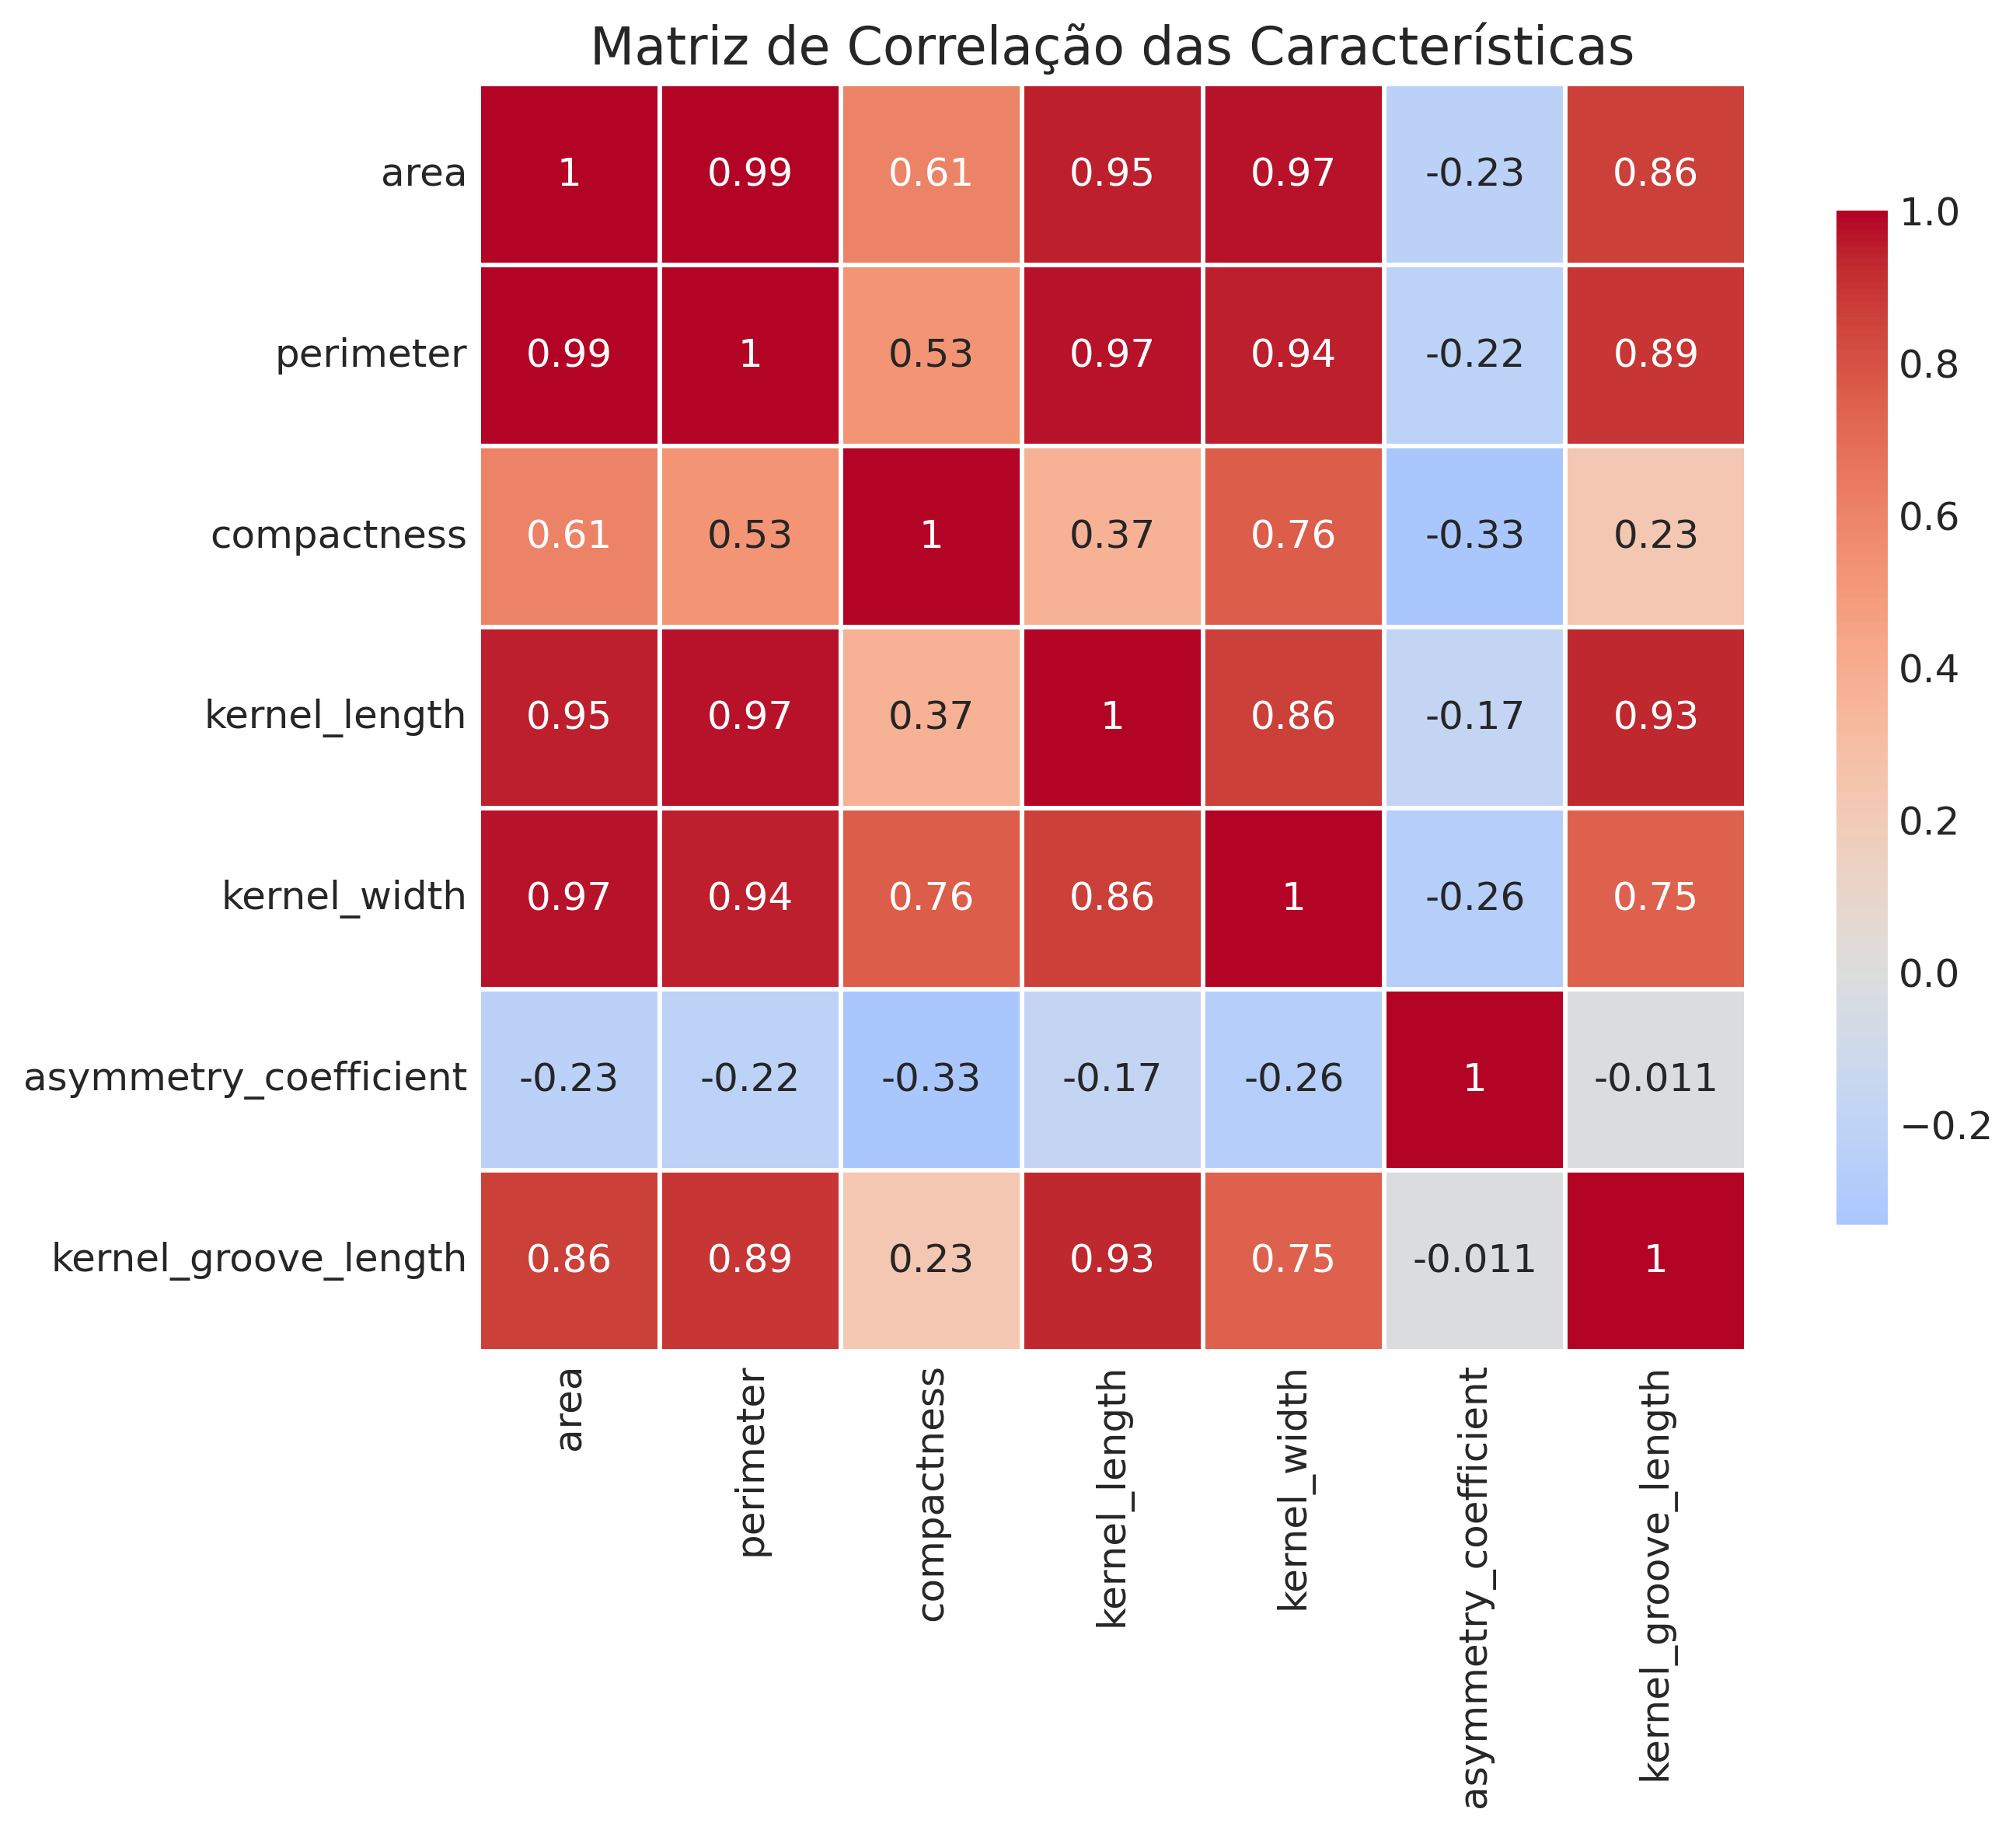 Matriz de Correlação das Características
area 1 0.99 0.61 0.95 0.97 -0.23 0.86
perimeter 0.99 1 0.53 0.97 0.94 -0.22 0.89
compactness 0.61 0.53 1 0.37 0.76 -0.33 0.23
kernel_length 0.95 0.97 0.37 1 0.86 -0.17 0.93
kernel_width 0.97 0.94 0.76 0.86 1 -0.26 0.75
asymmetry_coefficient -0.23 -0.22 -0.33 -0.17 -0.26 1 -0.011
kernel_groove_length 0.86 0.89 0.23 0.93 0.75 -0.011 1
area
perimeter
compactness
kernel_length
kernel_width
asymmetry_coefficient
kernel_groove_length
1.0
0.8
0.6
0.4
0.2
0.0
−0.2